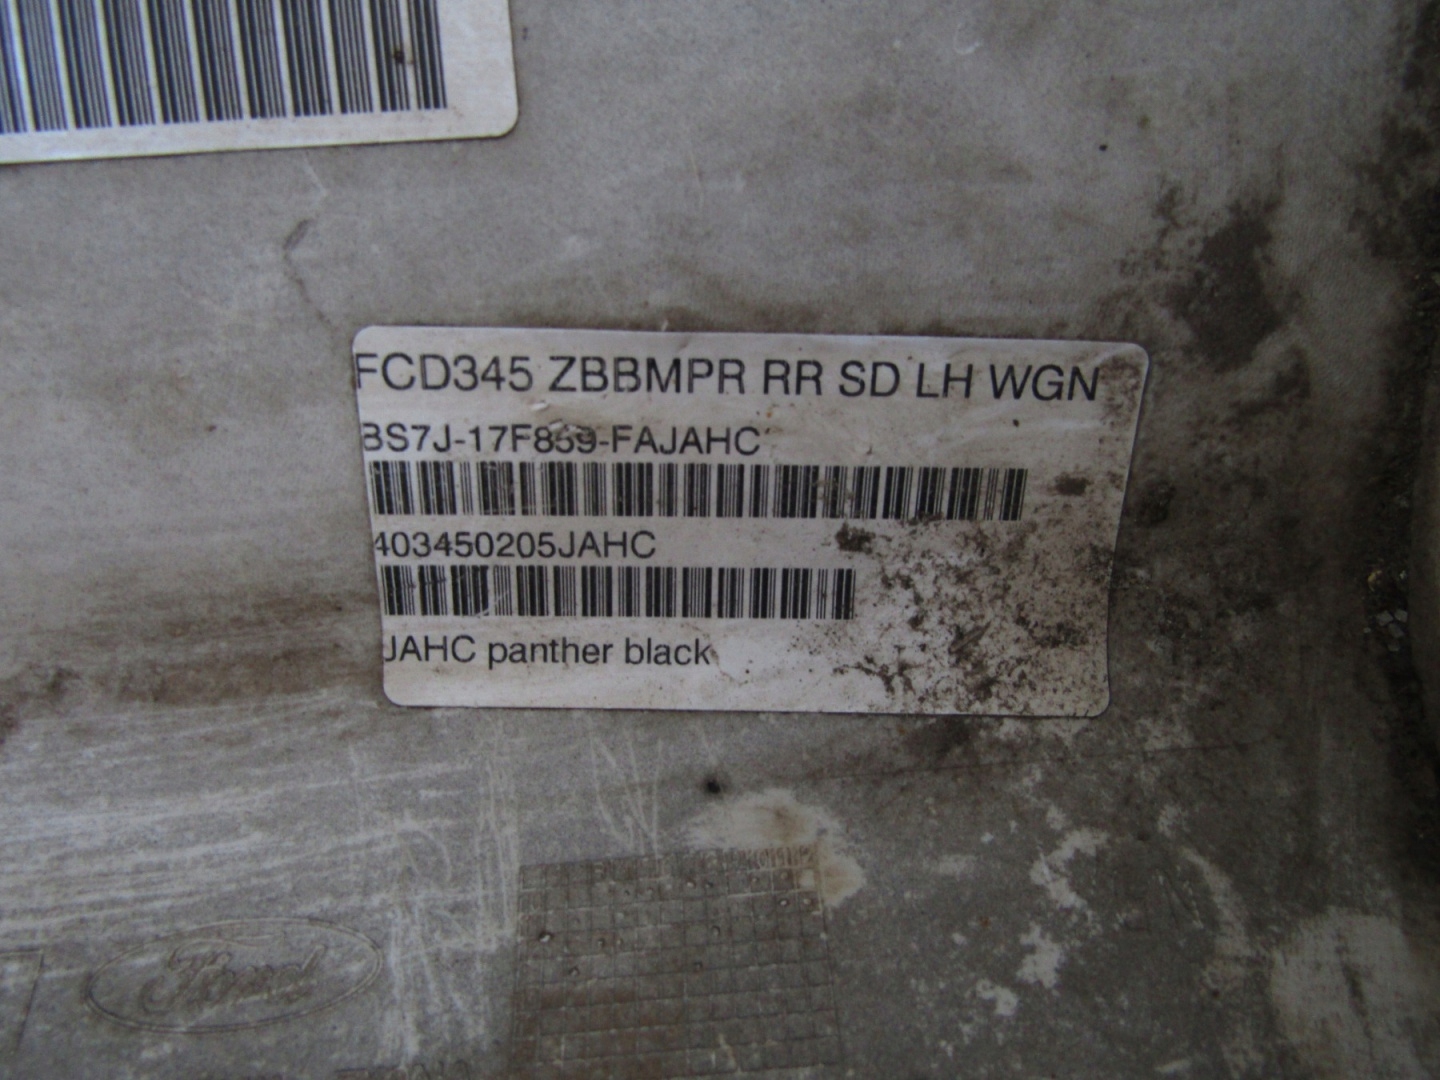 FCD345 ZBBMPR RR SD LH WGN
BS7J-17F859-FAJAHC
403450205JAHC
JAHC panther black
Ford